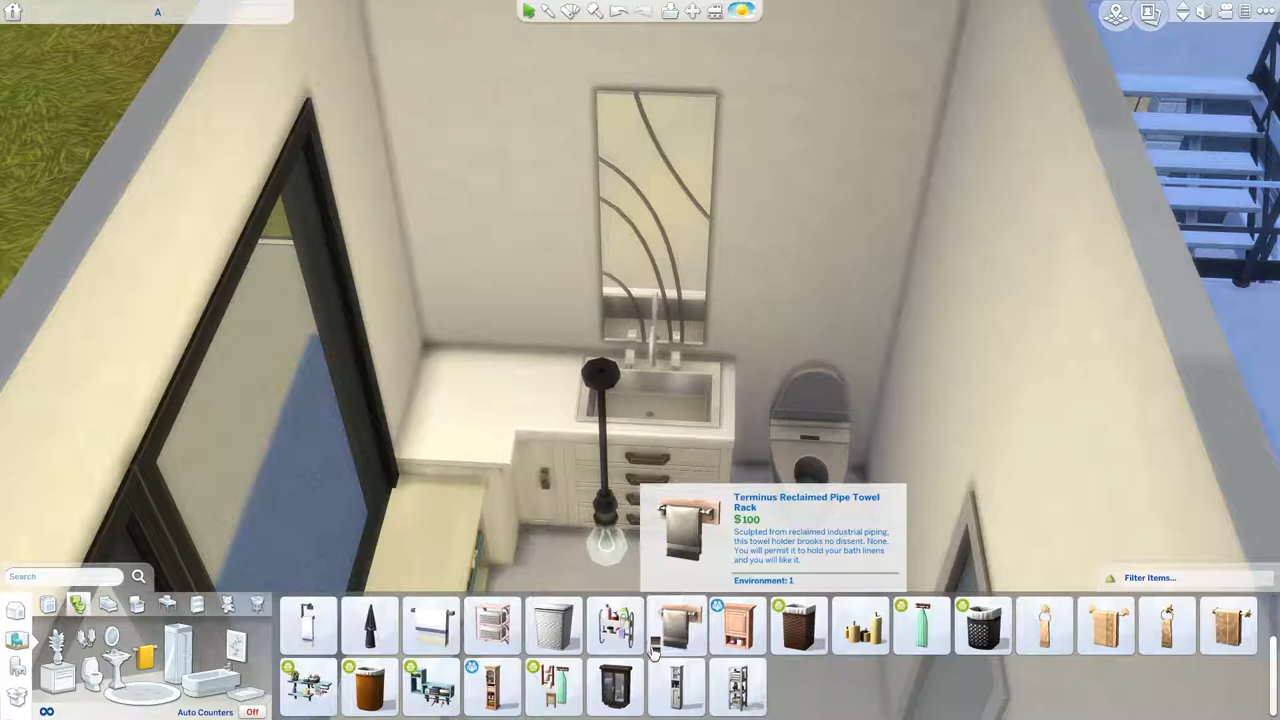 A
Terminus Reclaimed Pipe Towel
Rack
§100
Sculpted from reclaimed industrial piping,
this towel holder brooks no dissent. None.
You will permit it to hold your bath linens
and you will like it.
Environment: 1
Search
Filter Items...
Auto Counters Off